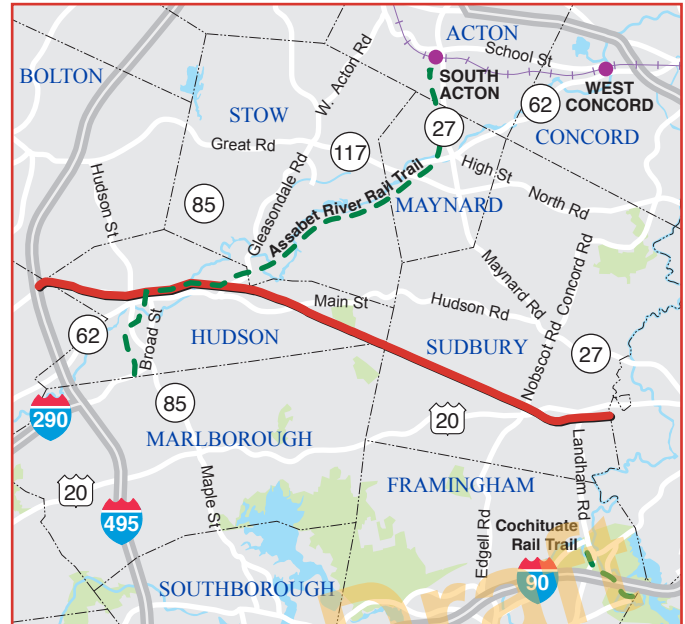 ACTON
School St
BOLTON
W. Acton Rd
SOUTH
ACTON
WEST
CONCORD
62
STOW
27
CONCORD
Great Rd
117
High St
Hudson St
Gleasondale Rd
Assabet River Rail Trail
North Rd
85
MAYNARD
Maynard Rd
Concord Rd
Main St
Hudson Rd
62
Broad St
HUDSON
SUDBURY
Nobscot Rd
27
290
85
20
MARLBOROUGH
Landham Rd
20
Maple St
FRAMINGHAM
495
Edgell Rd
Cochituate
Rail Trail
90
SOUTHBOROUGH
Draft